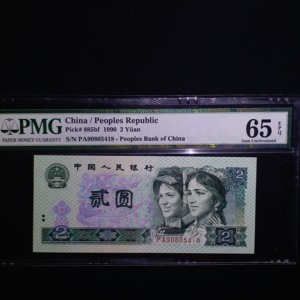 PMG
PAPER MONEY GUARANTY
China / Peoples Republic
Pick# 885bf 1990 2 Yüan
S/N PA90805418 - Peoples Bank of China
65 EPQ
Gem Uncirculated
中国人民银行
2
贰圆
2
PA90805418
2